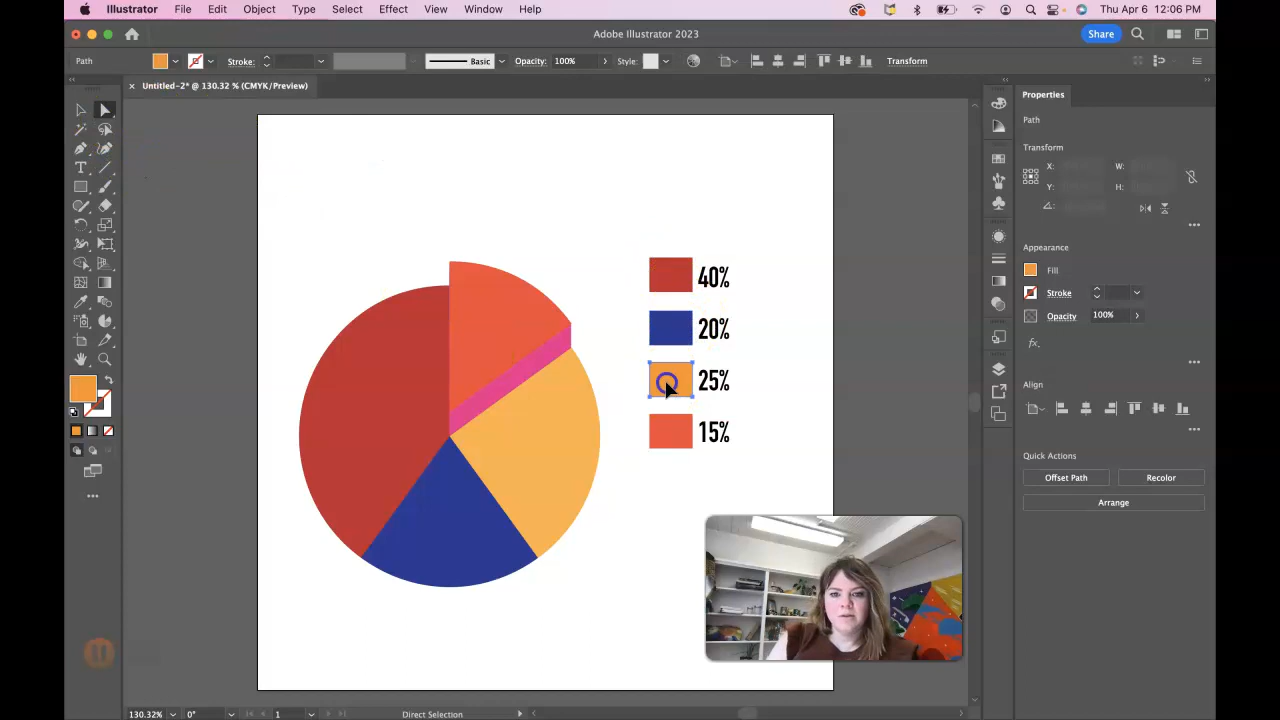 Illustrator File Edit Object Type Select Effect View Window Help Thu Apr 6 12:06 PM
Adobe Illustrator 2023 Share
Path Stroke: Basic Opacity: 100% Style: Transform
× Untitled-2* @ 130.32 % (CMYK/Preview)
Properties
Path
Transform
X: W:
Y: H:
Appearance
Fill
Stroke
Opacity 100%
fx.
Align
Quick Actions
Offset Path Recolor
Arrange
40%
20%
25%
15%
130.32% 0° 1 Direct Selection